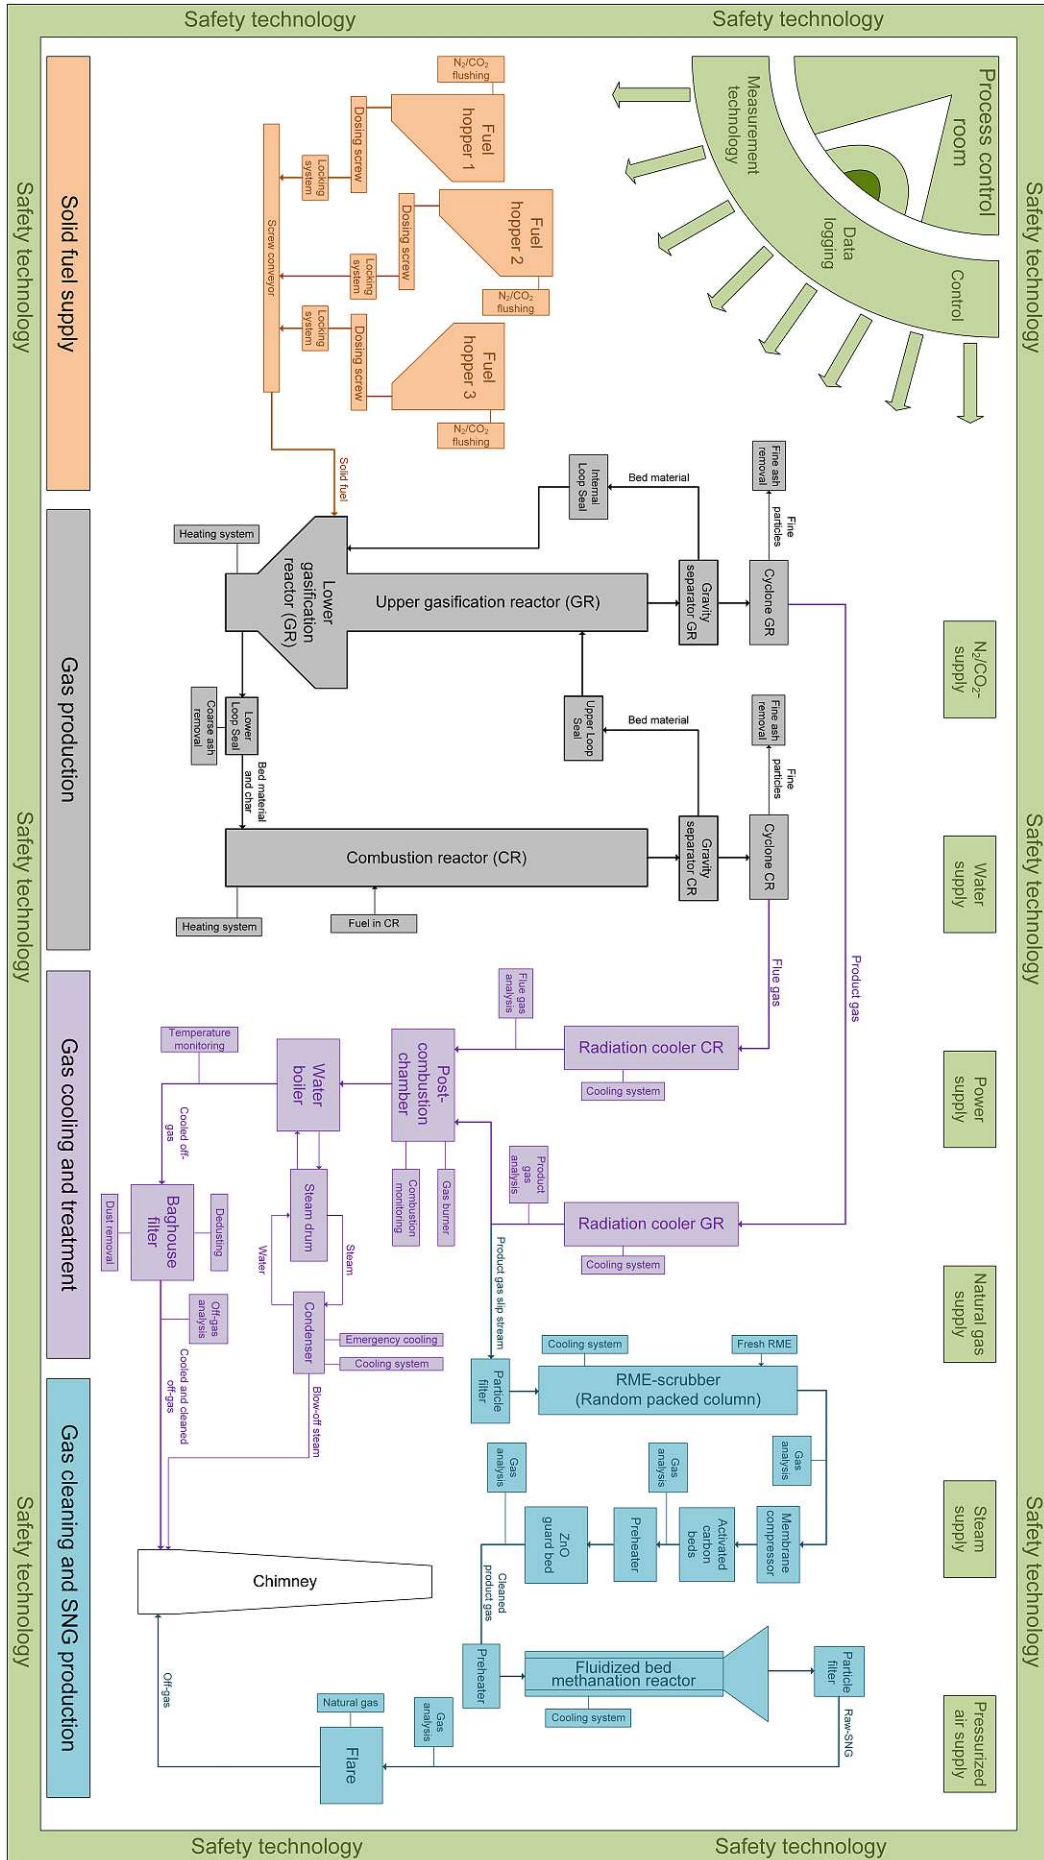 Safety technology
Safety technology
Safety technology
Safety technology
Safety technology
Safety technology
Safety technology
Safety technology
Safety technology
Safety technology
Safety technology
Safety technology
Process control
room
Measurement
technology
Data
logging
Control
N₂/CO₂-
supply
Water
supply
Power
supply
Natural gas
supply
Steam
supply
Pressurized
air supply
Solid fuel supply
N₂/CO₂
flushing
Fuel
hopper 1
Dosing screw
Locking
system
Fuel
hopper 2
N₂/CO₂
flushing
Dosing screw
Locking
system
Fuel
hopper 3
N₂/CO₂
flushing
Dosing screw
Locking
system
Screw conveyor
Solid fuel
Gas production
Heating system
Lower
gasification
reactor (GR)
Upper gasification reactor (GR)
Internal
Loop Seal
Bed material
Gravity
separator GR
Cyclone GR
Fine
particles
Fine ash
removal
Lower
Loop Seal
Coarse ash
removal
Bed material
and char
Upper Loop
Seal
Bed material
Combustion reactor (CR)
Heating system
Fuel in CR
Gravity
separator CR
Cyclone CR
Fine
particles
Fine ash
removal
Flue gas
Product gas
Gas cooling and treatment
Radiation cooler CR
Cooling system
Flue gas
analysis
Post-
combustion
chamber
Gas burner
Combustion
monitoring
Radiation cooler GR
Cooling system
Product
gas
analysis
Product gas slip stream
Water
boiler
Steam drum
Steam
Water
Condenser
Emergency cooling
Cooling system
Blow-off steam
Temperature
monitoring
Cooled off-
gas
Baghouse
filter
Dedusting
Dust removal
Off-gas
analysis
Cooled and cleaned
off-gas
Gas cleaning and SNG production
Particle
filter
RME-scrubber
(Random packed column)
Cooling system
Fresh RME
Gas
analysis
Membrane
compressor
Activated
carbon
beds
Gas
analysis
Preheater
ZnO
guard bed
Gas
analysis
Cleaned
product gas
Preheater
Fluidized bed
methanation reactor
Cooling system
Particle
filter
Raw-SNG
Gas
analysis
Flare
Natural gas
Off-gas
Chimney